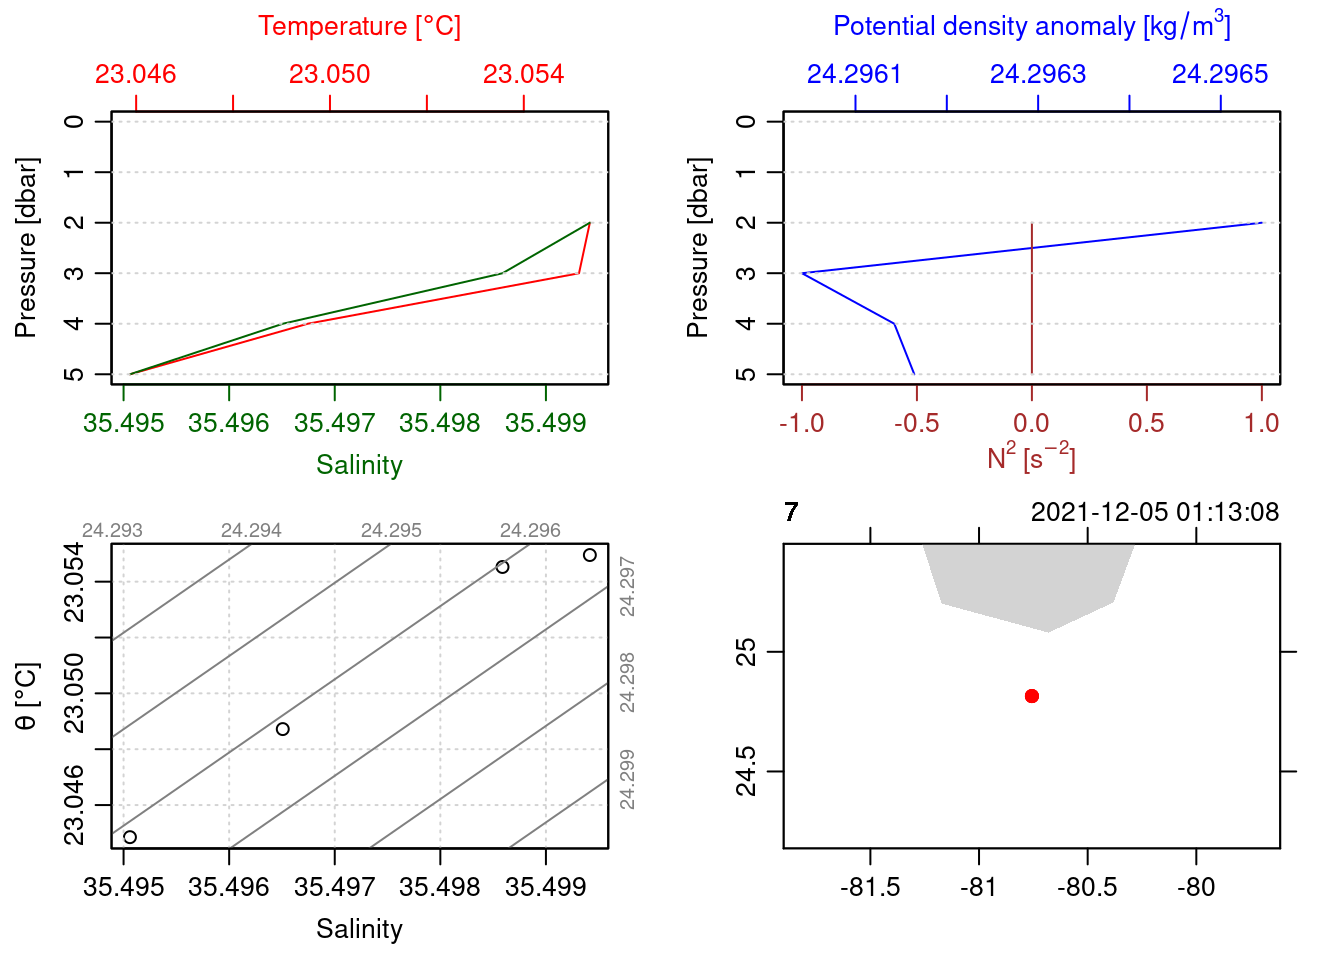 Temperature [°C]
23.046 23.050 23.054
0
1
2
3
4
5
Pressure [dbar]
35.495 35.496 35.497 35.498 35.499
Salinity
Potential density anomaly [kg/m³]
24.2961 24.2963 24.2965
0
1
2
3
4
5
Pressure [dbar]
-1.0 -0.5 0.0 0.5 1.0
N² [s⁻²]
24.293 24.294 24.295 24.296
24.297
24.298
24.299
23.054
23.050
23.046
θ [°C]
35.495 35.496 35.497 35.498 35.499
Salinity
7 2021-12-05 01:13:08
25
24.5
-81.5 -81 -80.5 -80